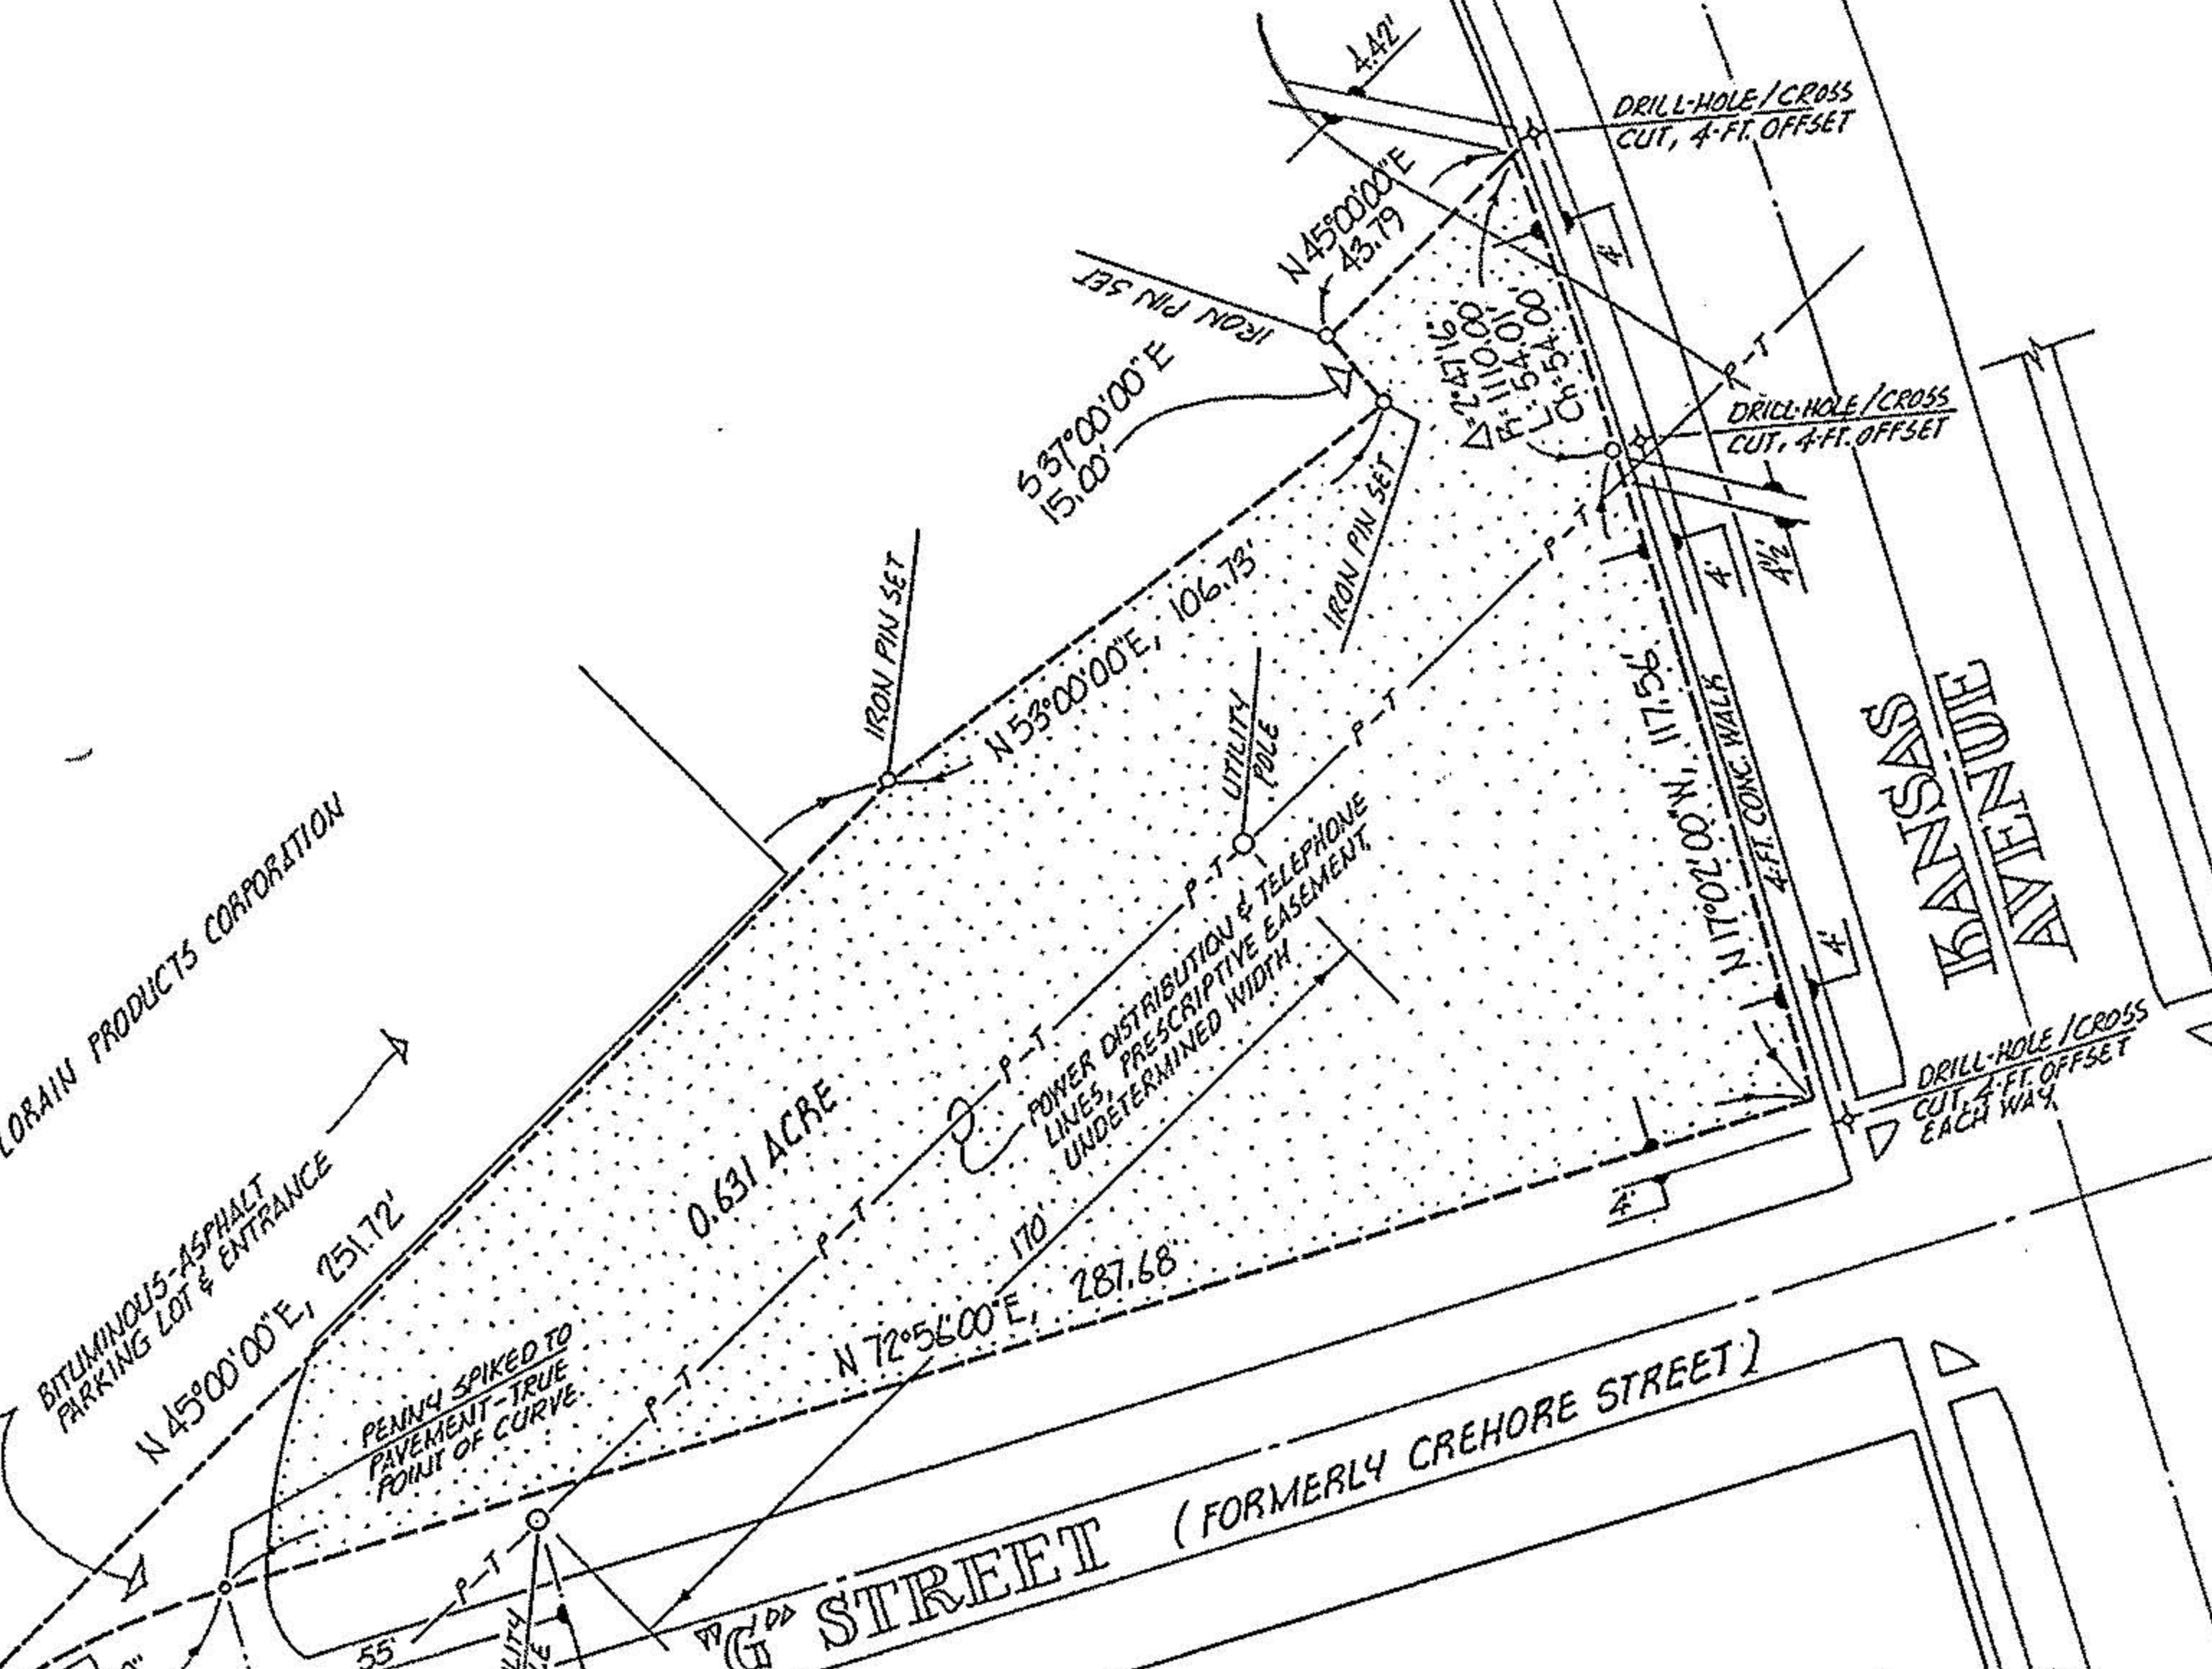 4.42'
DRILL-HOLE/CROSS
CUT, 4-FT. OFFSET
N 45°00'00"E
43.79
4'
IRON PIN SET
S 37°00'00"E
15.00'
Δ=2°47'16"
R=1110.00'
L=54.01'
Ch=54.00'
P-T
DRILL-HOLE/CROSS
CUT, 4-FT. OFFSET
IRON PIN SET
P-T
4'
4½'
IRON PIN SET
N 53°00'00"E, 106.73'
UTILITY
POLE
P-T
N 17°02'00"W, 117.56'
4-FT. CONC. WALK
KANSAS
AVENUE
LORAIN PRODUCTS CORPORATION
P-T
POWER DISTRIBUTION & TELEPHONE
LINES, PRESCRIPTIVE EASEMENT,
UNDETERMINED WIDTH
4'
P-T
0.631 ACRE
DRILL-HOLE/CROSS
CUT, 4-FT. OFFSET
EACH WAY
BITUMINOUS-ASPHALT
PARKING LOT & ENTRANCE
N 45°00'00"E, 251.72'
P-T
170'
4'
N 72°56'00"E, 287.68'
PENNY SPIKED TO
PAVEMENT-TRUE
POINT OF CURVE
P-T
P-T
"G" STREET (FORMERLY CREHORE STREET)
55'